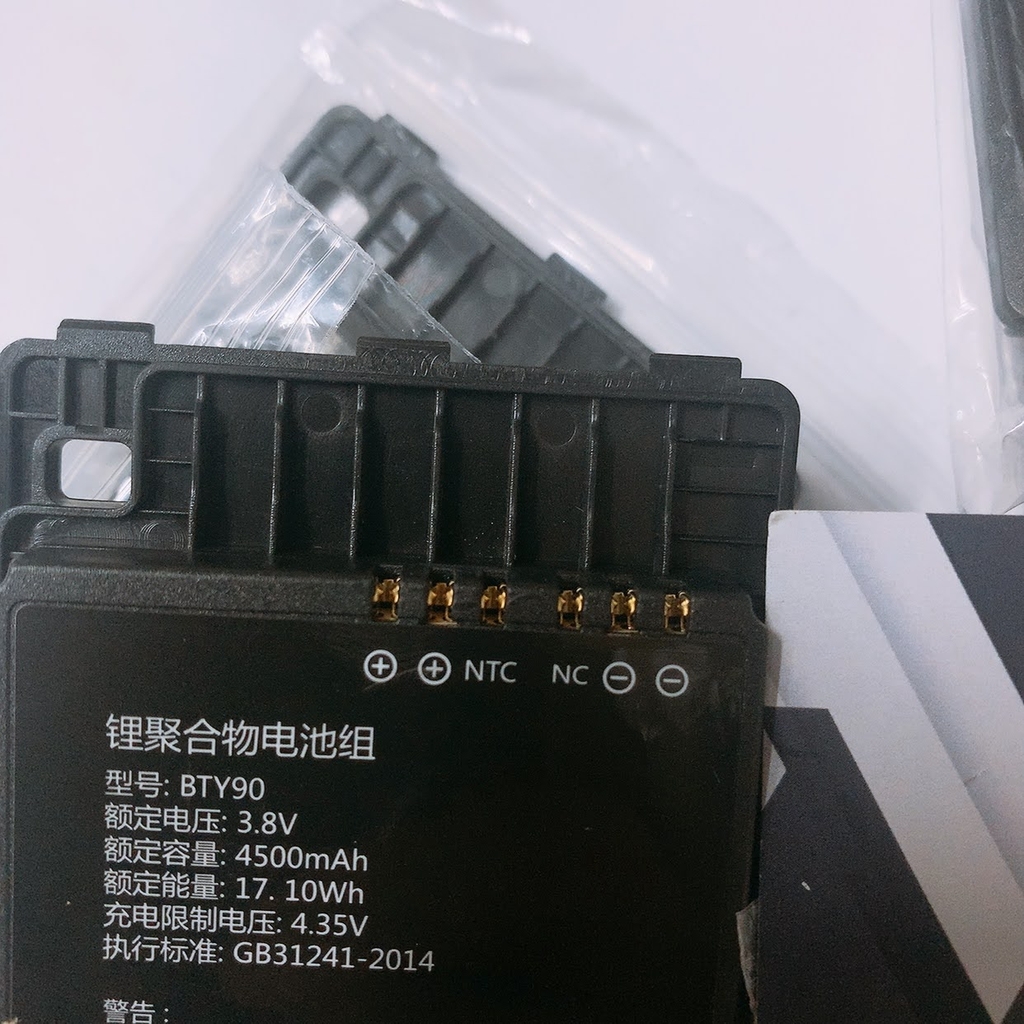 ⊕ ⊕ NTC NC ⊖ ⊖
锂聚合物电池组
型号: BTY90
额定电压: 3.8V
额定容量: 4500mAh
额定能量: 17. 10Wh
充电限制电压: 4.35V
执行标准: GB31241-2014
警告: